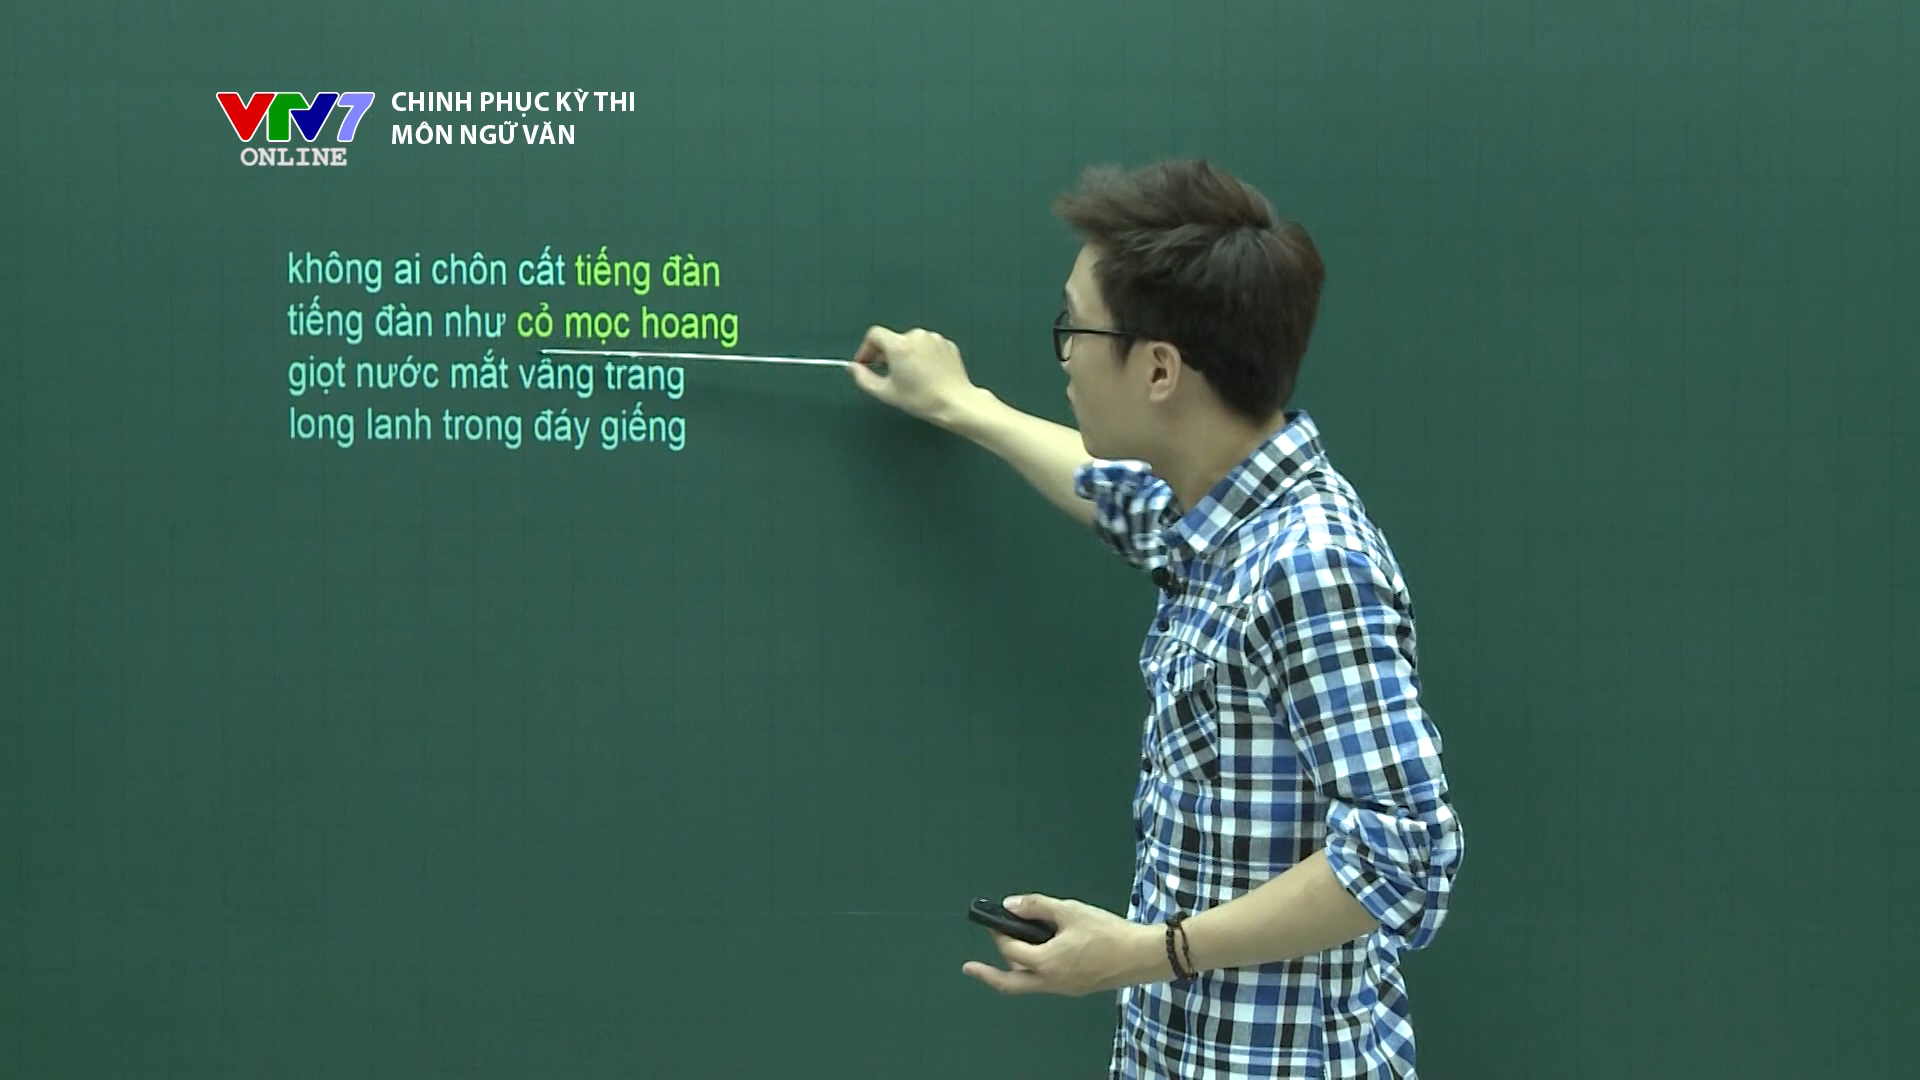 VTV7
ONLINE
CHINH PHỤC KỲ THI
MÔN NGỮ VĂN
không ai chôn cất tiếng đàn
tiếng đàn như cỏ mọc hoang
giọt nước mắt vầng trăng
long lanh trong đáy giếng